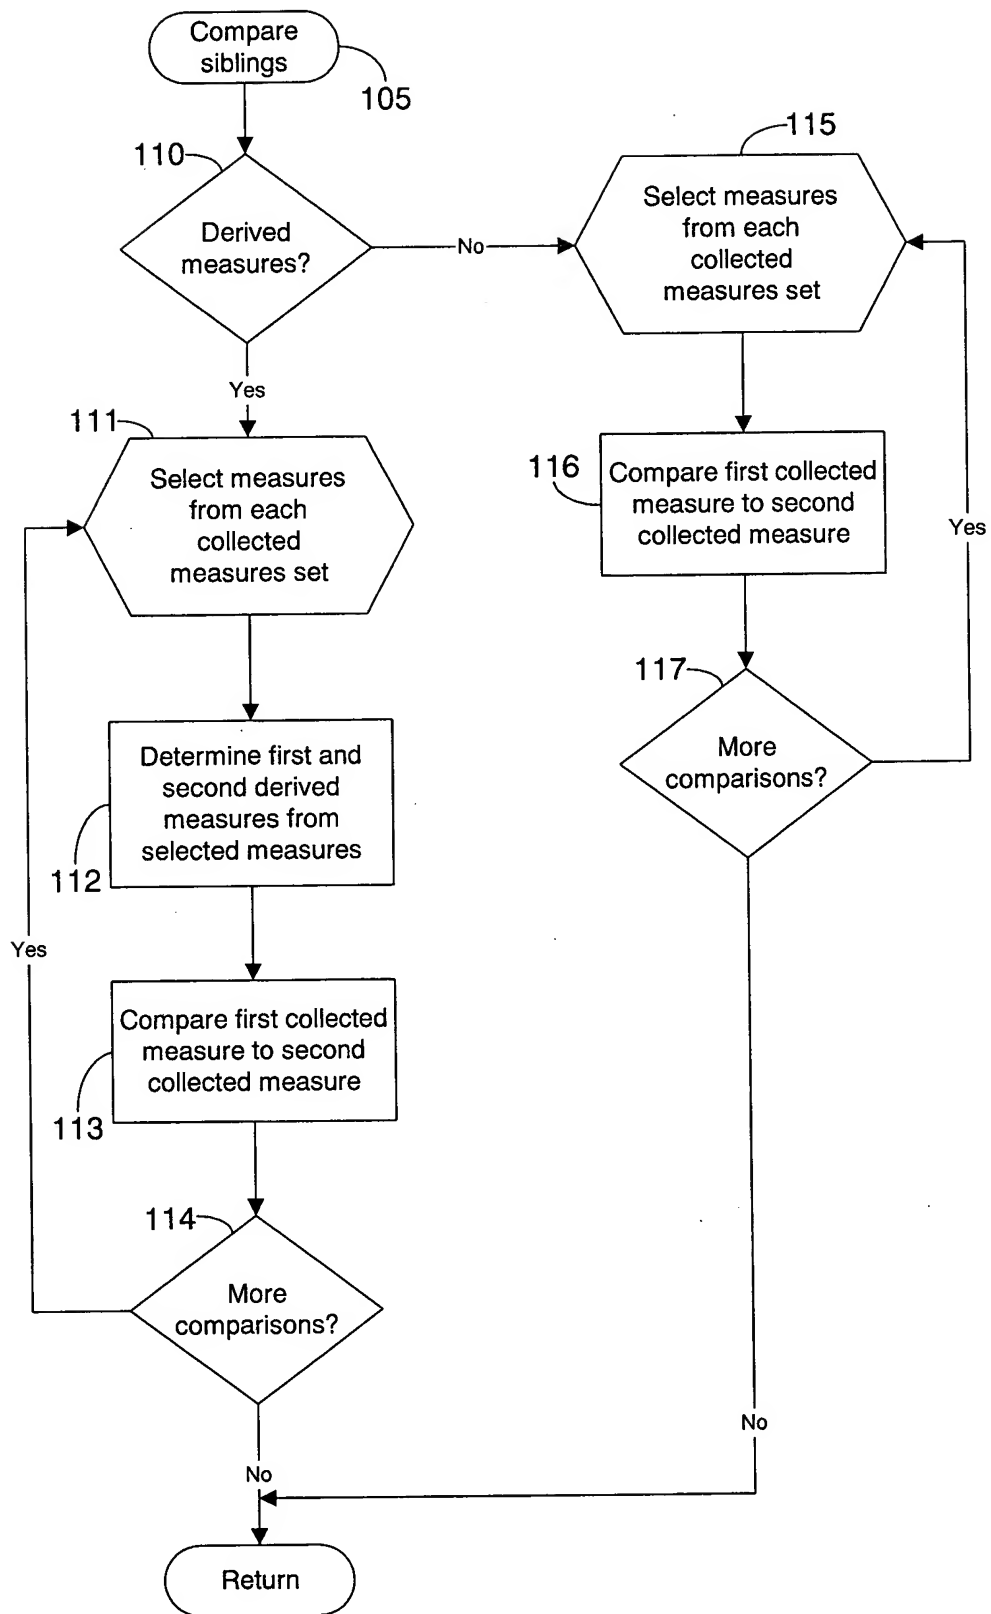 Compare
siblings
105
110
Derived
measures?
No
Yes
115
Select measures
from each
collected
measures set
116
Compare first collected
measure to second
collected measure
117
More
comparisons?
Yes
No
111
Select measures
from each
collected
measures set
Determine first and
second derived
measures from
selected measures
112
Yes
Compare first collected
measure to second
collected measure
113
114
More
comparisons?
No
Return